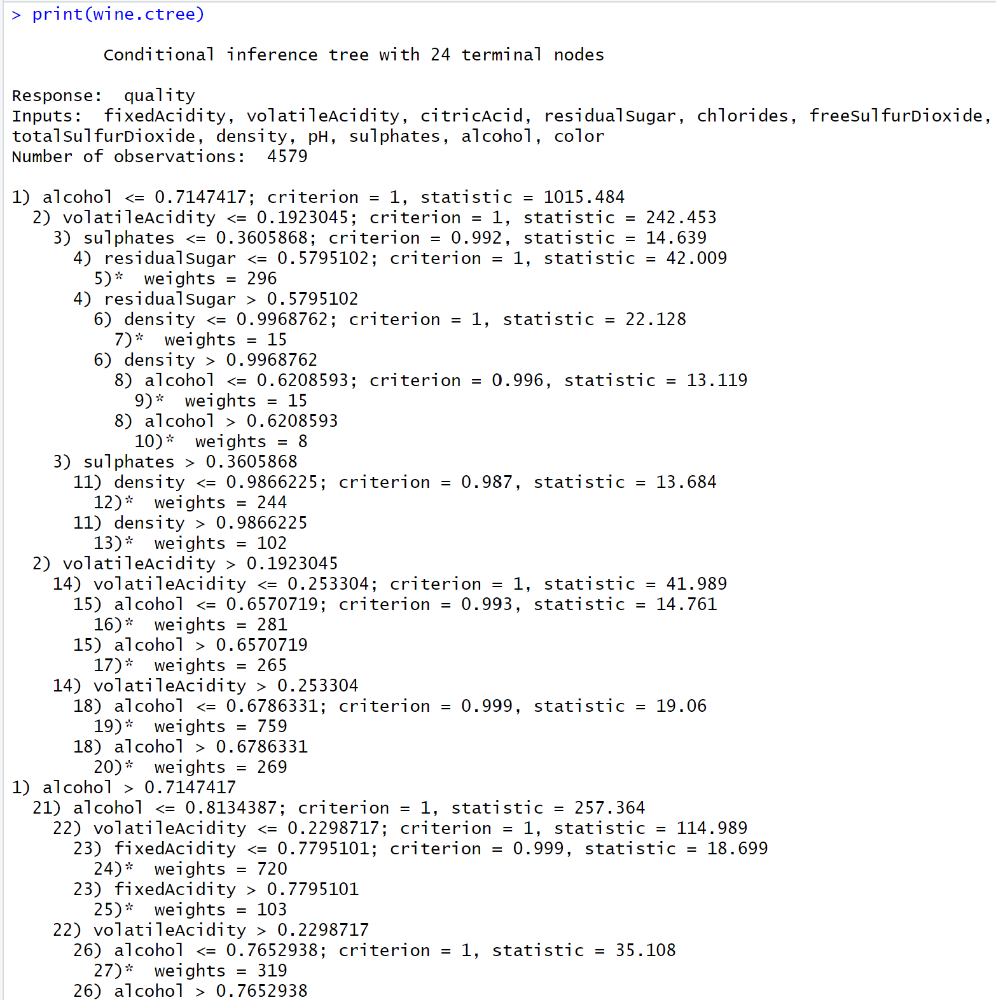 > print(wine.ctree)
Conditional inference tree with 24 terminal nodes
Response:  quality
Inputs:  fixedAcidity, volatileAcidity, citricAcid, residualSugar, chlorides, freeSulfurDioxide,
totalSulfurDioxide, density, pH, sulphates, alcohol, color
Number of observations:  4579
1) alcohol <= 0.7147417; criterion = 1, statistic = 1015.484
  2) volatileAcidity <= 0.1923045; criterion = 1, statistic = 242.453
    3) sulphates <= 0.3605868; criterion = 0.992, statistic = 14.639
      4) residualSugar <= 0.5795102; criterion = 1, statistic = 42.009
        5)*  weights = 296
      4) residualSugar > 0.5795102
        6) density <= 0.9968762; criterion = 1, statistic = 22.128
          7)*  weights = 15
        6) density > 0.9968762
          8) alcohol <= 0.6208593; criterion = 0.996, statistic = 13.119
            9)*  weights = 15
          8) alcohol > 0.6208593
            10)*  weights = 8
    3) sulphates > 0.3605868
      11) density <= 0.9866225; criterion = 0.987, statistic = 13.684
        12)*  weights = 244
      11) density > 0.9866225
        13)*  weights = 102
  2) volatileAcidity > 0.1923045
    14) volatileAcidity <= 0.253304; criterion = 1, statistic = 41.989
      15) alcohol <= 0.6570719; criterion = 0.993, statistic = 14.761
        16)*  weights = 281
      15) alcohol > 0.6570719
        17)*  weights = 265
    14) volatileAcidity > 0.253304
      18) alcohol <= 0.6786331; criterion = 0.999, statistic = 19.06
        19)*  weights = 759
      18) alcohol > 0.6786331
        20)*  weights = 269
1) alcohol > 0.7147417
  21) alcohol <= 0.8134387; criterion = 1, statistic = 257.364
    22) volatileAcidity <= 0.2298717; criterion = 1, statistic = 114.989
      23) fixedAcidity <= 0.7795101; criterion = 0.999, statistic = 18.699
        24)*  weights = 720
      23) fixedAcidity > 0.7795101
        25)*  weights = 103
    22) volatileAcidity > 0.2298717
      26) alcohol <= 0.7652938; criterion = 1, statistic = 35.108
        27)*  weights = 319
      26) alcohol > 0.7652938